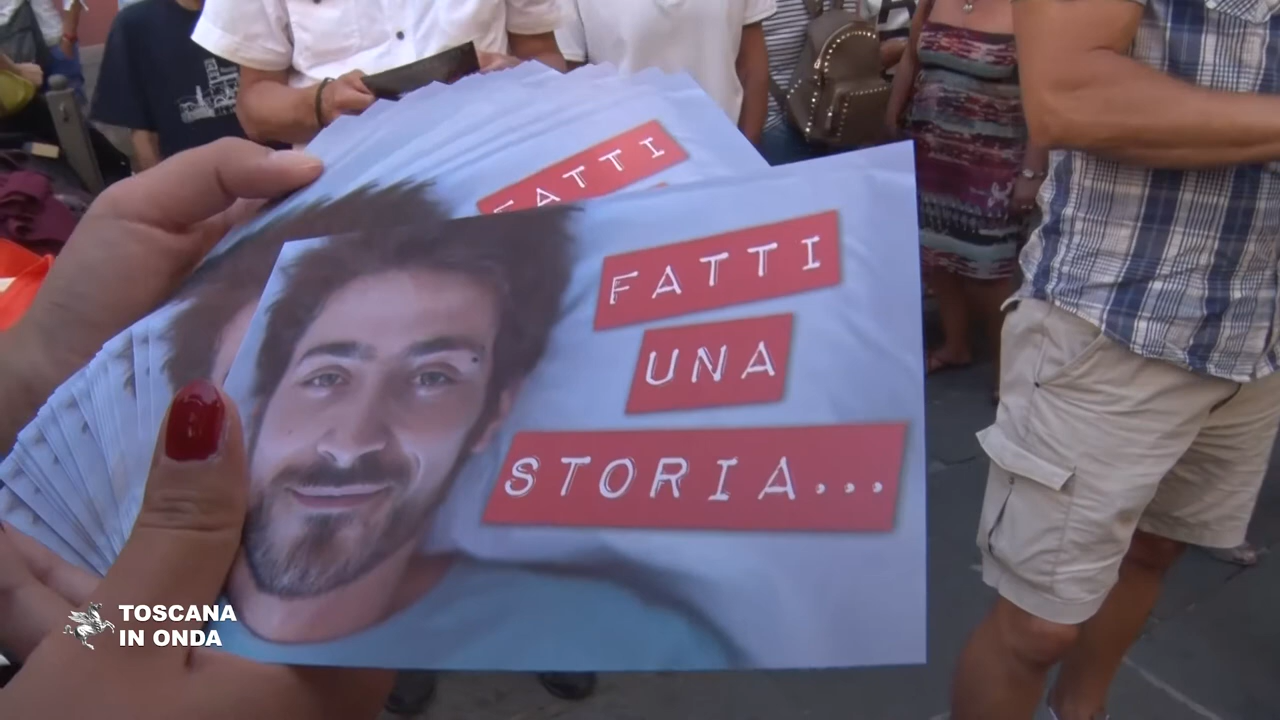 FATTI
FATTI
UNA
STORIA...
TOSCANA
IN ONDA